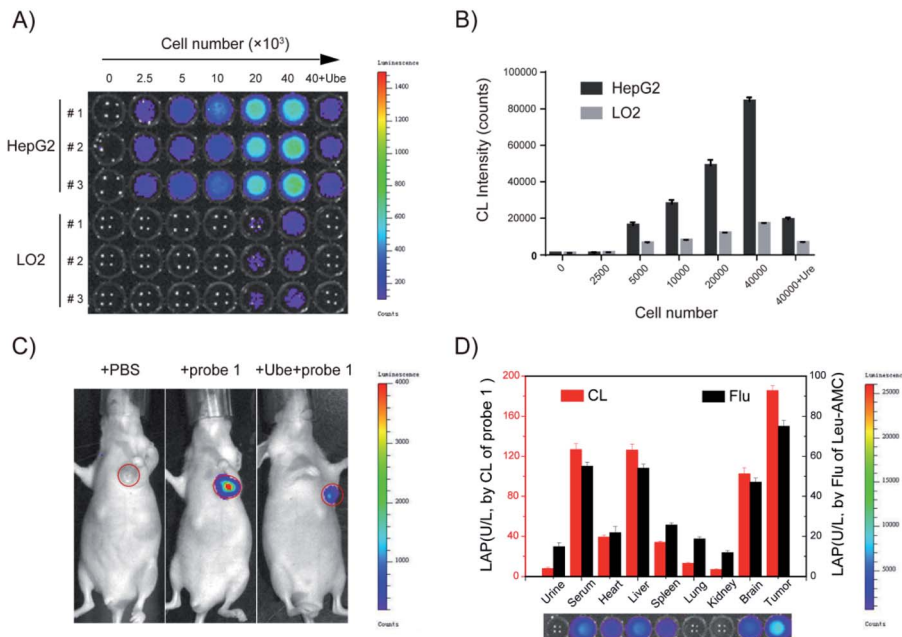 A)
Cell number (×10³)
0 2.5 5 10 20 40 40+Ube
HepG2
# 1
# 2
# 3
LO2
# 1
# 2
# 3
Luminescence
1400
1200
1000
800
600
400
200
Counts
B)
CL Intensity (counts)
100000
80000
60000
40000
20000
0
HepG2
LO2
0 2500 5000 10000 20000 40000 40000+Ure
Cell number
C)
+PBS +probe 1 +Ube+probe 1
Luminescence
4000
3000
2000
1000
Counts
D)
LAP(U/L, by CL of probe 1 )
200
160
120
80
40
0
CL
Flu
100
80
60
40
20
0
LAP(U/L, by Flu of Leu-AMC)
Urine Serum Heart Liver Spleen Lung Kidney Brain Tumor
Luminescence
25000
20000
15000
10000
5000
Counts